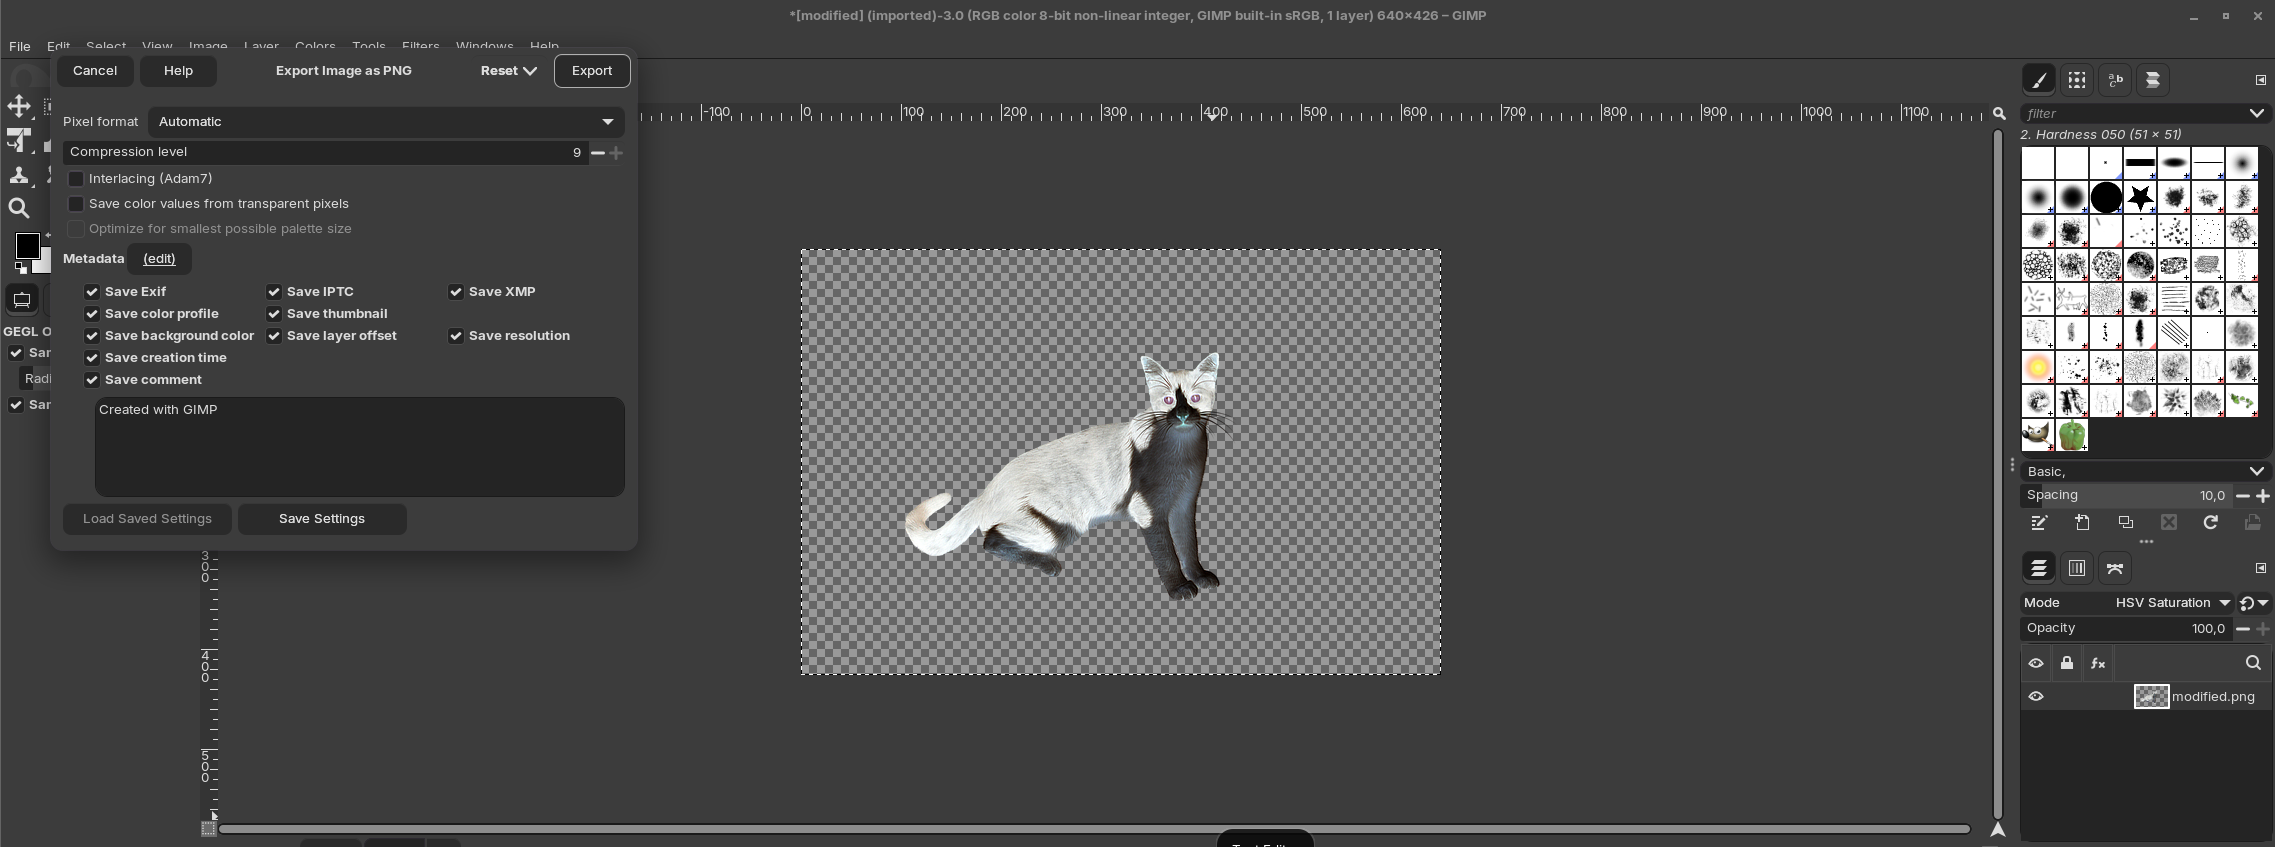 *[modified] (imported)-3.0 (RGB color 8-bit non-linear integer, GIMP built-in sRGB, 1 layer) 640×426 – GIMP
File Edit Select View Image Layer Colors Tools Filters Windows Help
Cancel Help Export Image as PNG Reset Export
Pixel format Automatic
Compression level 9
Interlacing (Adam7)
Save color values from transparent pixels
Optimize for smallest possible palette size
Metadata (edit)
Save Exif Save IPTC Save XMP
Save color profile Save thumbnail
Save background color Save layer offset Save resolution
Save creation time
Save comment
Created with GIMP
Load Saved Settings Save Settings
GEGL O
Sar
Radi
Sar
-100 0 100 200 300 400 500 600 700 800 900 1000 1100
300
400
500
filter
2. Hardness 050 (51 × 51)
Basic,
Spacing 10,0
Mode HSV Saturation
Opacity 100,0
fx
modified.png